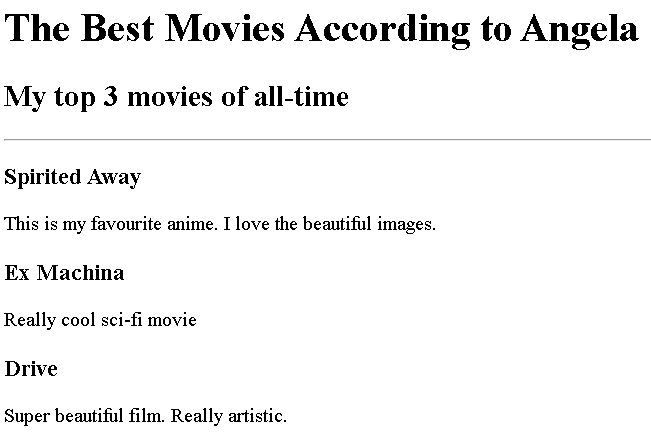 The Best Movies According to Angela
My top 3 movies of all-time
Spirited Away
This is my favourite anime. I love the beautiful images.
Ex Machina
Really cool sci-fi movie
Drive
Super beautiful film. Really artistic.